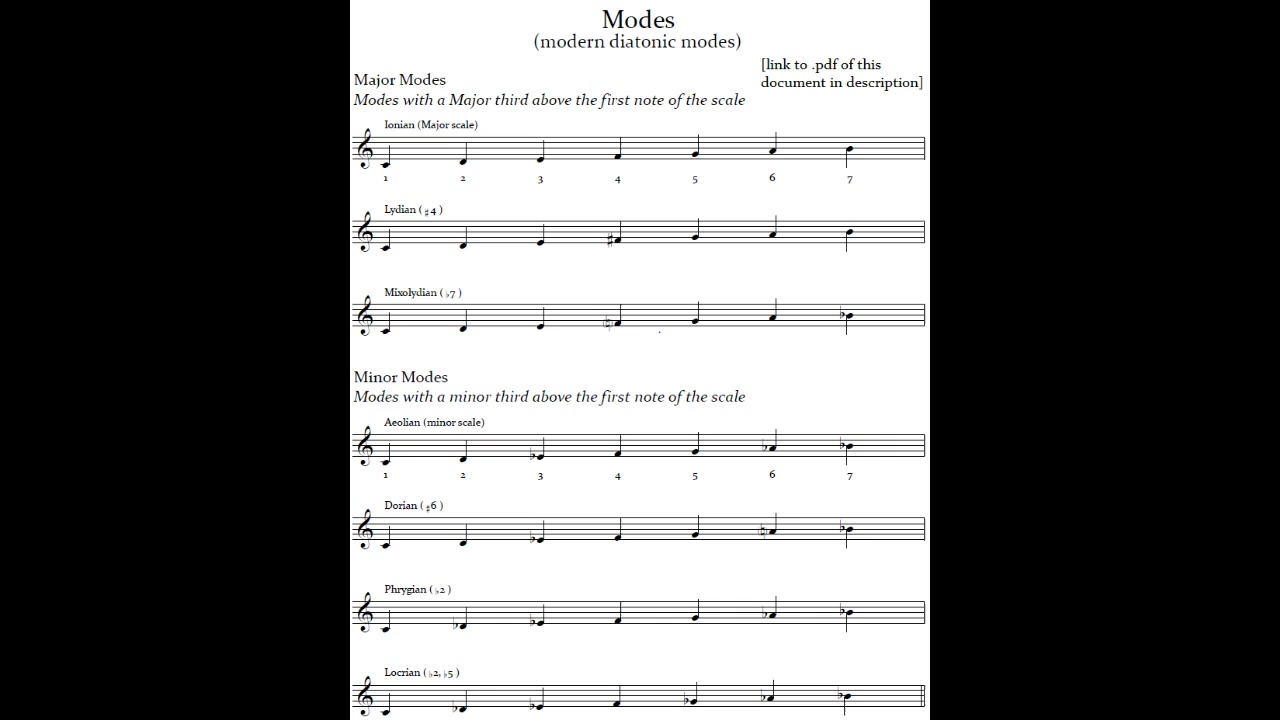 Modes
(modern diatonic modes)
[link to .pdf of this
document in description]
Major Modes
Modes with a Major third above the first note of the scale
Ionian (Major scale)
1 2 3 4 5 6 7
Lydian ( ♯4 )
Mixolydian ( ♭7 )
Minor Modes
Modes with a minor third above the first note of the scale
Aeolian (minor scale)
1 2 3 4 5 6 7
Dorian ( ♯6 )
Phrygian ( ♭2 )
Locrian ( ♭2, ♭5 )